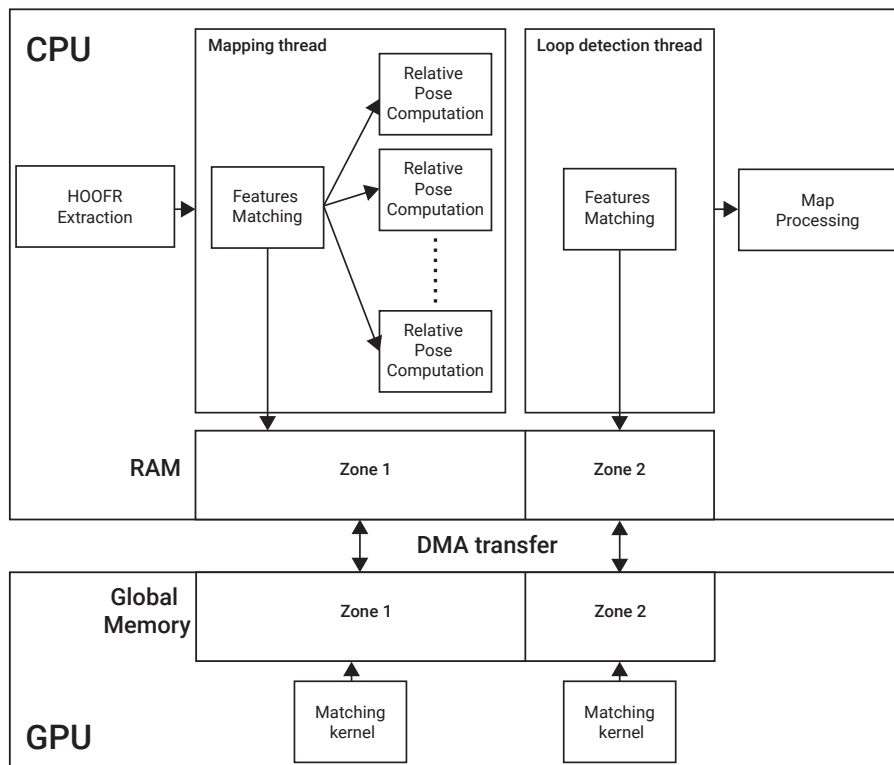 CPU
Mapping thread
Loop detection thread
Relative
Pose
Computation
HOOFR
Extraction
Features
Matching
Relative
Pose
Computation
Features
Matching
Map
Processing
Relative
Pose
Computation
RAM
Zone 1
Zone 2
DMA transfer
Global
Memory
Zone 1
Zone 2
GPU
Matching
kernel
Matching
kernel